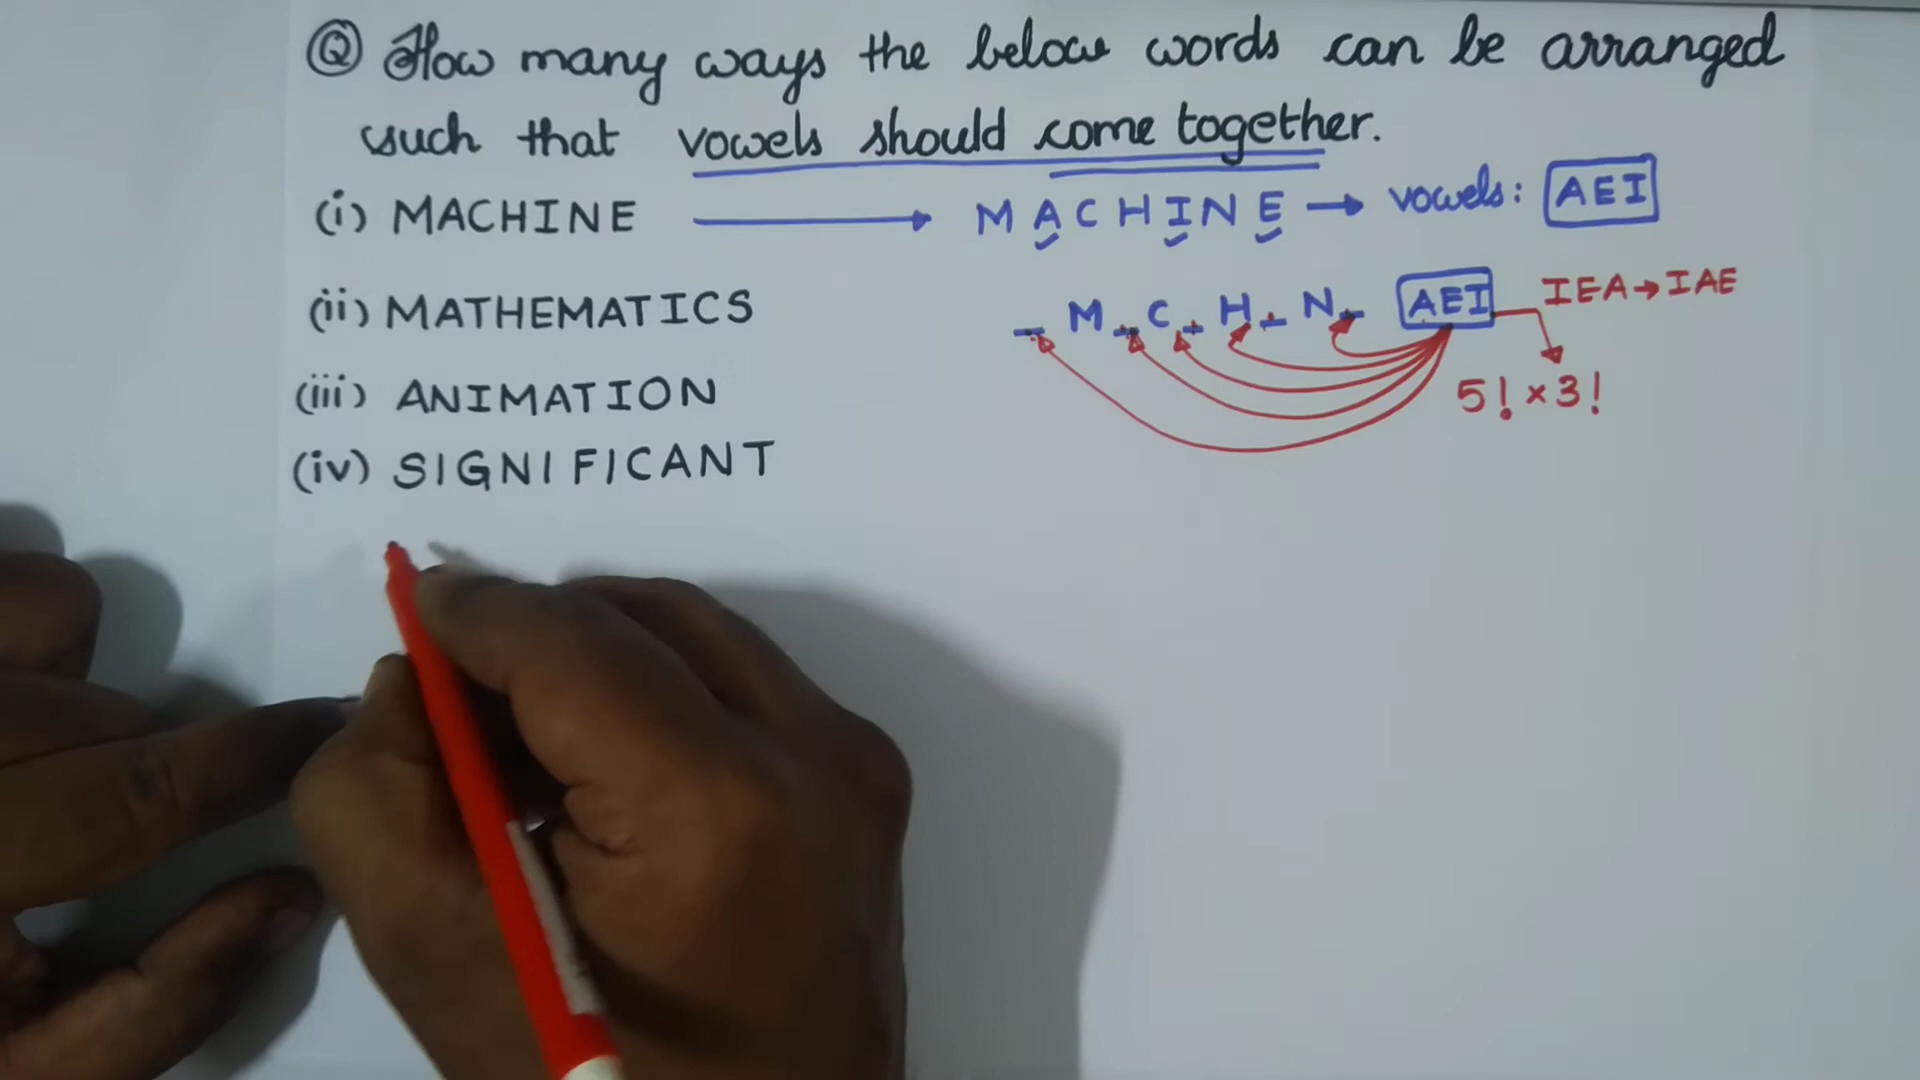 Q How many ways the below words can be arranged
such that vowels should come together.
(i) MACHINE → MACHINE → vowels: AEI
(ii) MATHEMATICS _ M _ C _ H _ N _ AEI IEA → IAE
(iii) ANIMATION 5! × 3!
(iv) SIGNIFICANT